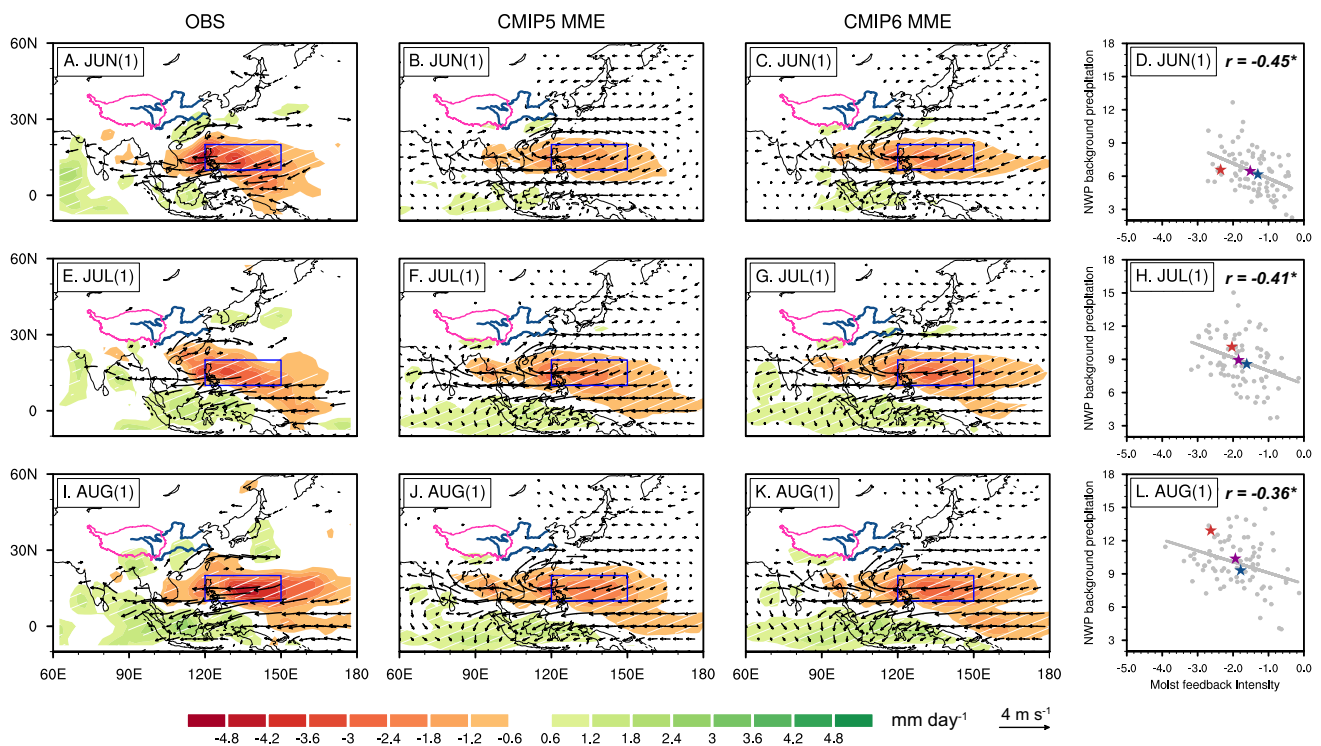 OBS CMIP5 MME CMIP6 MME
60N 18
A. JUN(1) B. JUN(1) C. JUN(1) D. JUN(1) r = -0.45*
15
12
30N
9
6
0
3
NWP background precipitation
-5.0 -4.0 -3.0 -2.0 -1.0 0.0
60N 18
E. JUL(1) F. JUL(1) G. JUL(1) H. JUL(1) r = -0.41*
15
12
30N
9
6
0
3
NWP background precipitation
-5.0 -4.0 -3.0 -2.0 -1.0 0.0
60N 18
I. AUG(1) J. AUG(1) K. AUG(1) L. AUG(1) r = -0.36*
15
12
30N
9
6
0
3
NWP background precipitation
60E 90E 120E 150E 180 60E 90E 120E 150E 180 60E 90E 120E 150E 180 -5.0 -4.0 -3.0 -2.0 -1.0 0.0
Moist feedback Intensity
mm day⁻¹ 4 m s⁻¹
-4.8 -4.2 -3.6 -3 -2.4 -1.8 -1.2 -0.6 0.6 1.2 1.8 2.4 3 3.6 4.2 4.8